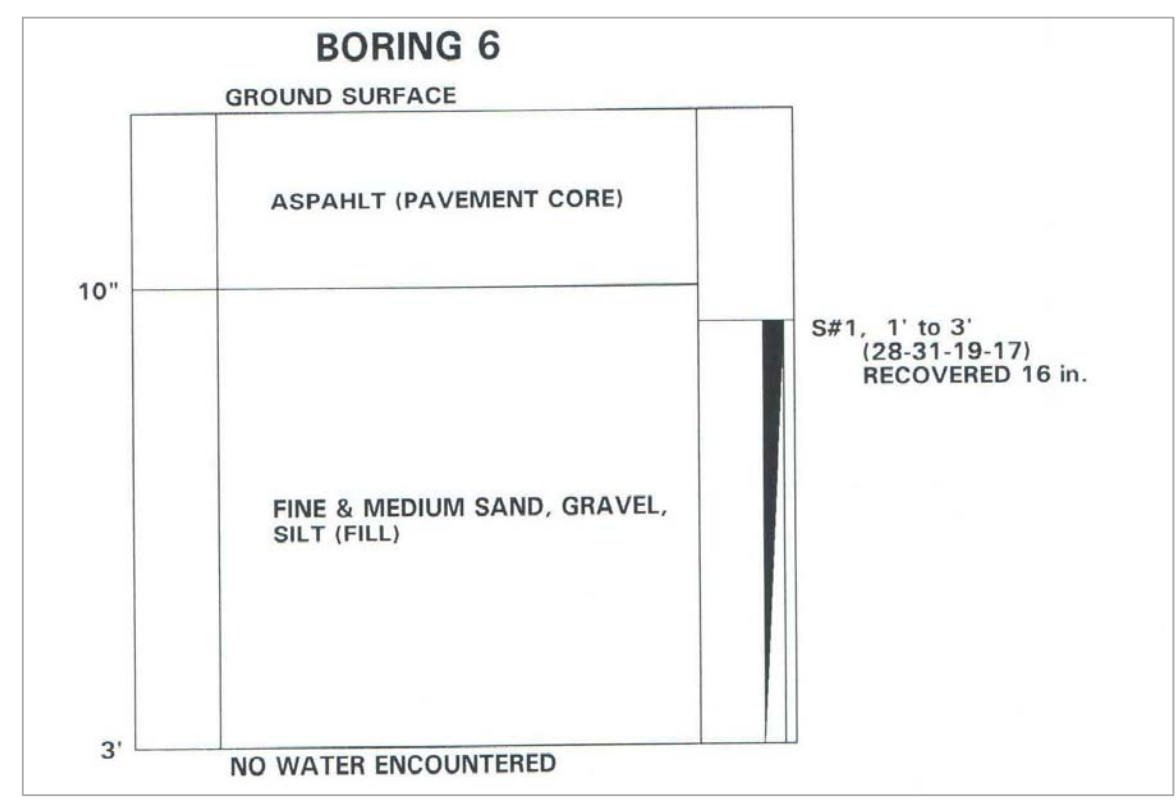 BORING 6
GROUND SURFACE
ASPAHLT (PAVEMENT CORE)
10"
S#1, 1' to 3'
(28-31-19-17)
RECOVERED 16 in.
FINE & MEDIUM SAND, GRAVEL,
SILT (FILL)
3'
NO WATER ENCOUNTERED